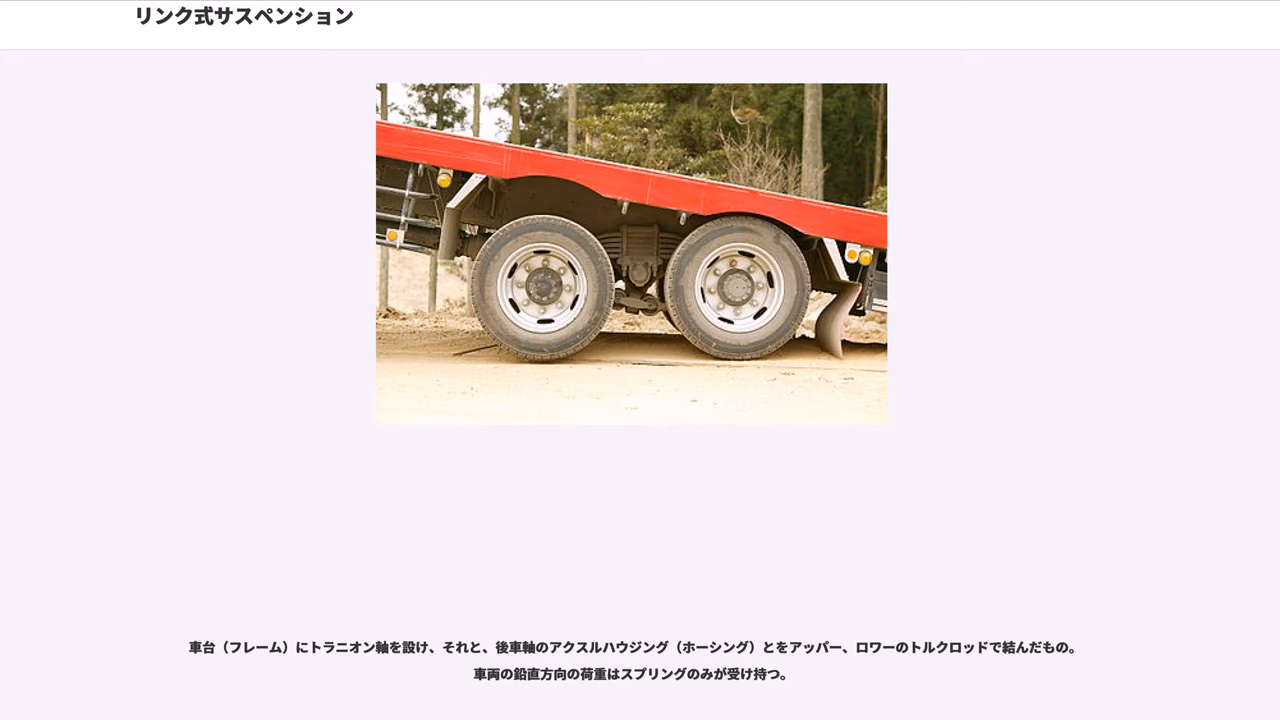 リンク式サスペンション
車台（フレーム）にトラニオン軸を設け、それと、後車軸のアクスルハウジング（ホーシング）とをアッパー、ロワーのトルクロッドで結んだもの。
車両の鉛直方向の荷重はスプリングのみが受け持つ。